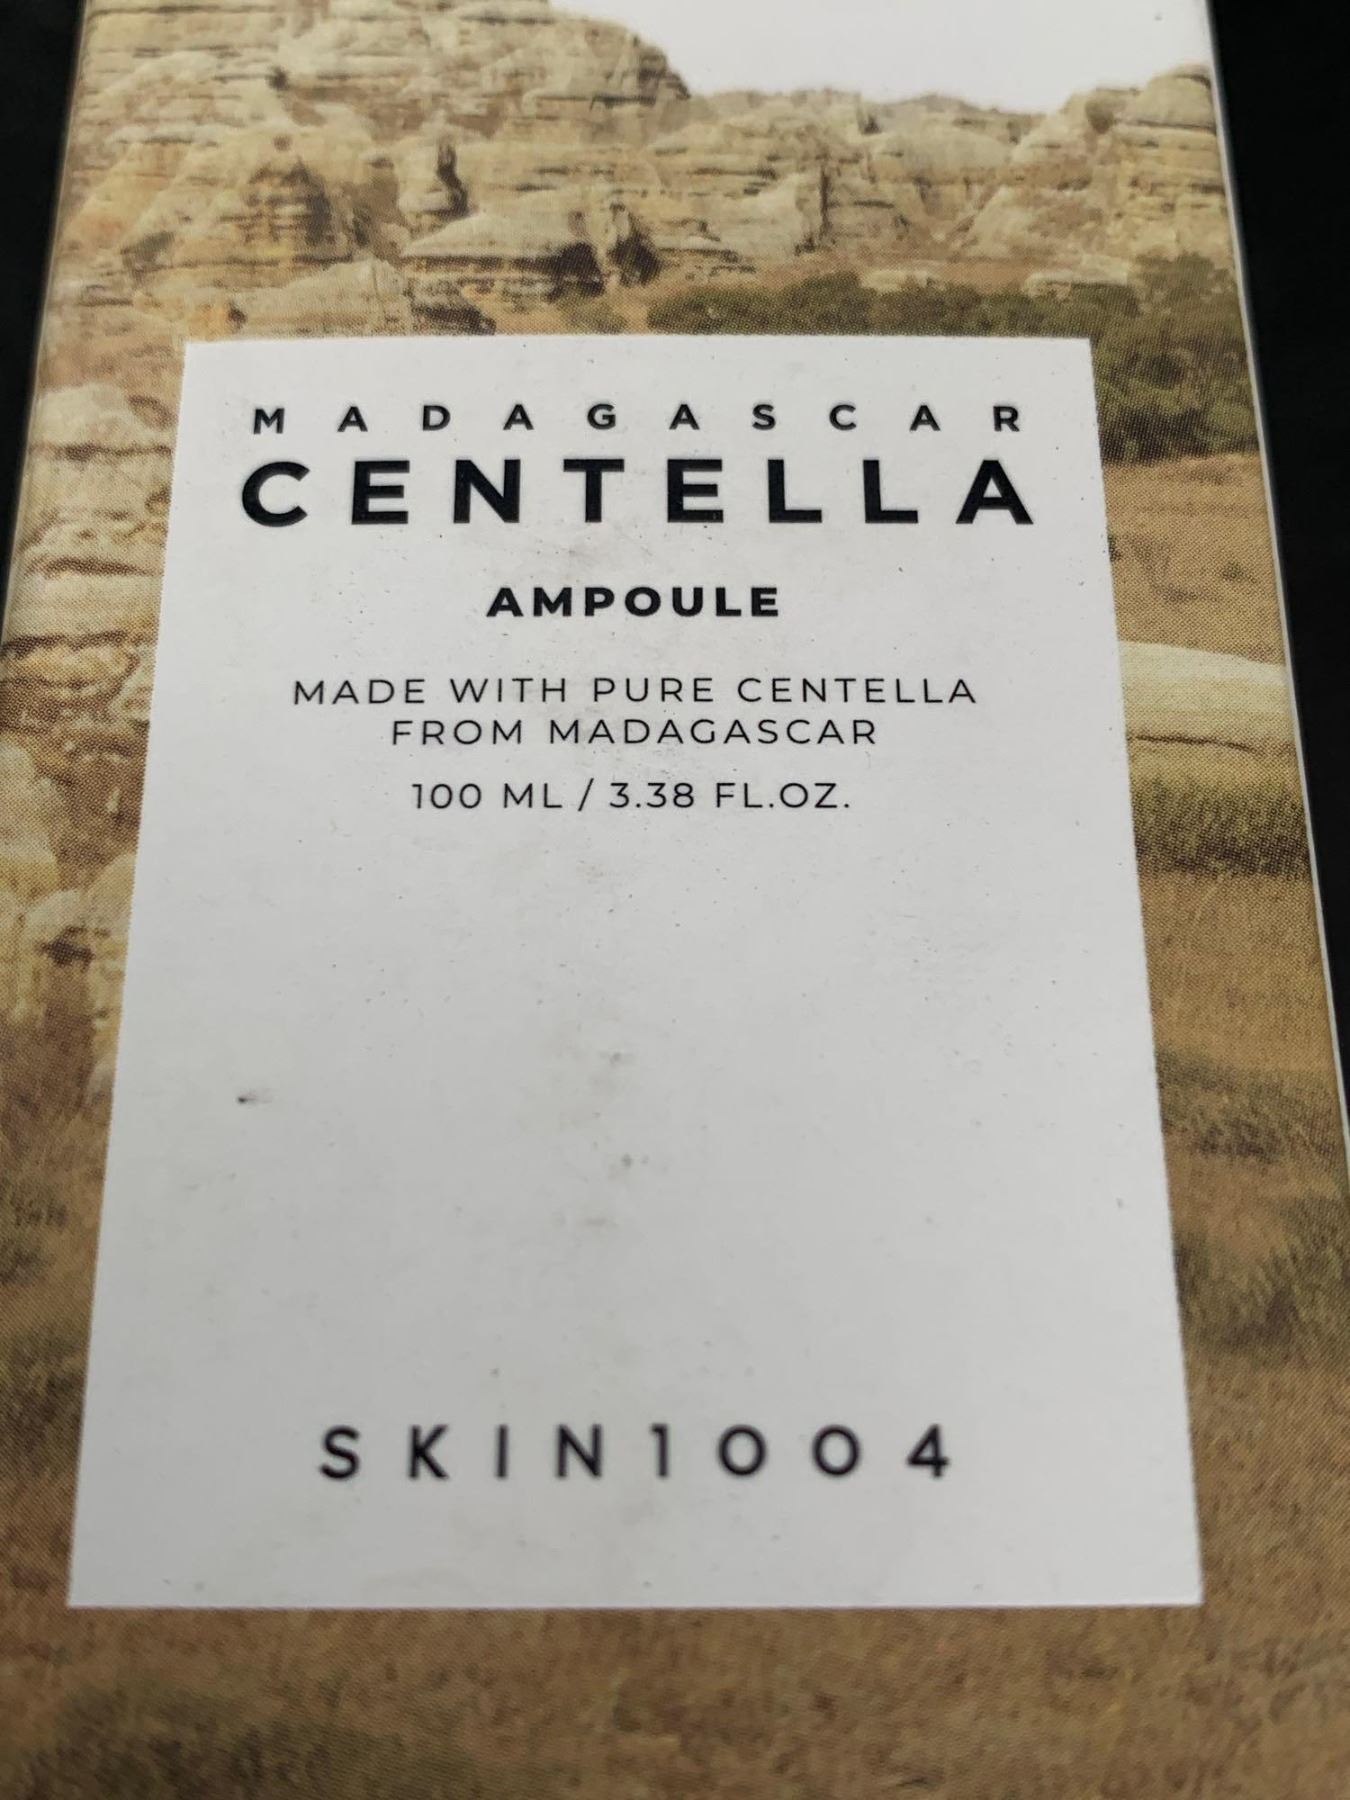 MADAGASCAR
CENTELLA
AMPOULE
MADE WITH PURE CENTELLA
FROM MADAGASCAR
100 ML / 3.38 FL.OZ.
SKIN1004